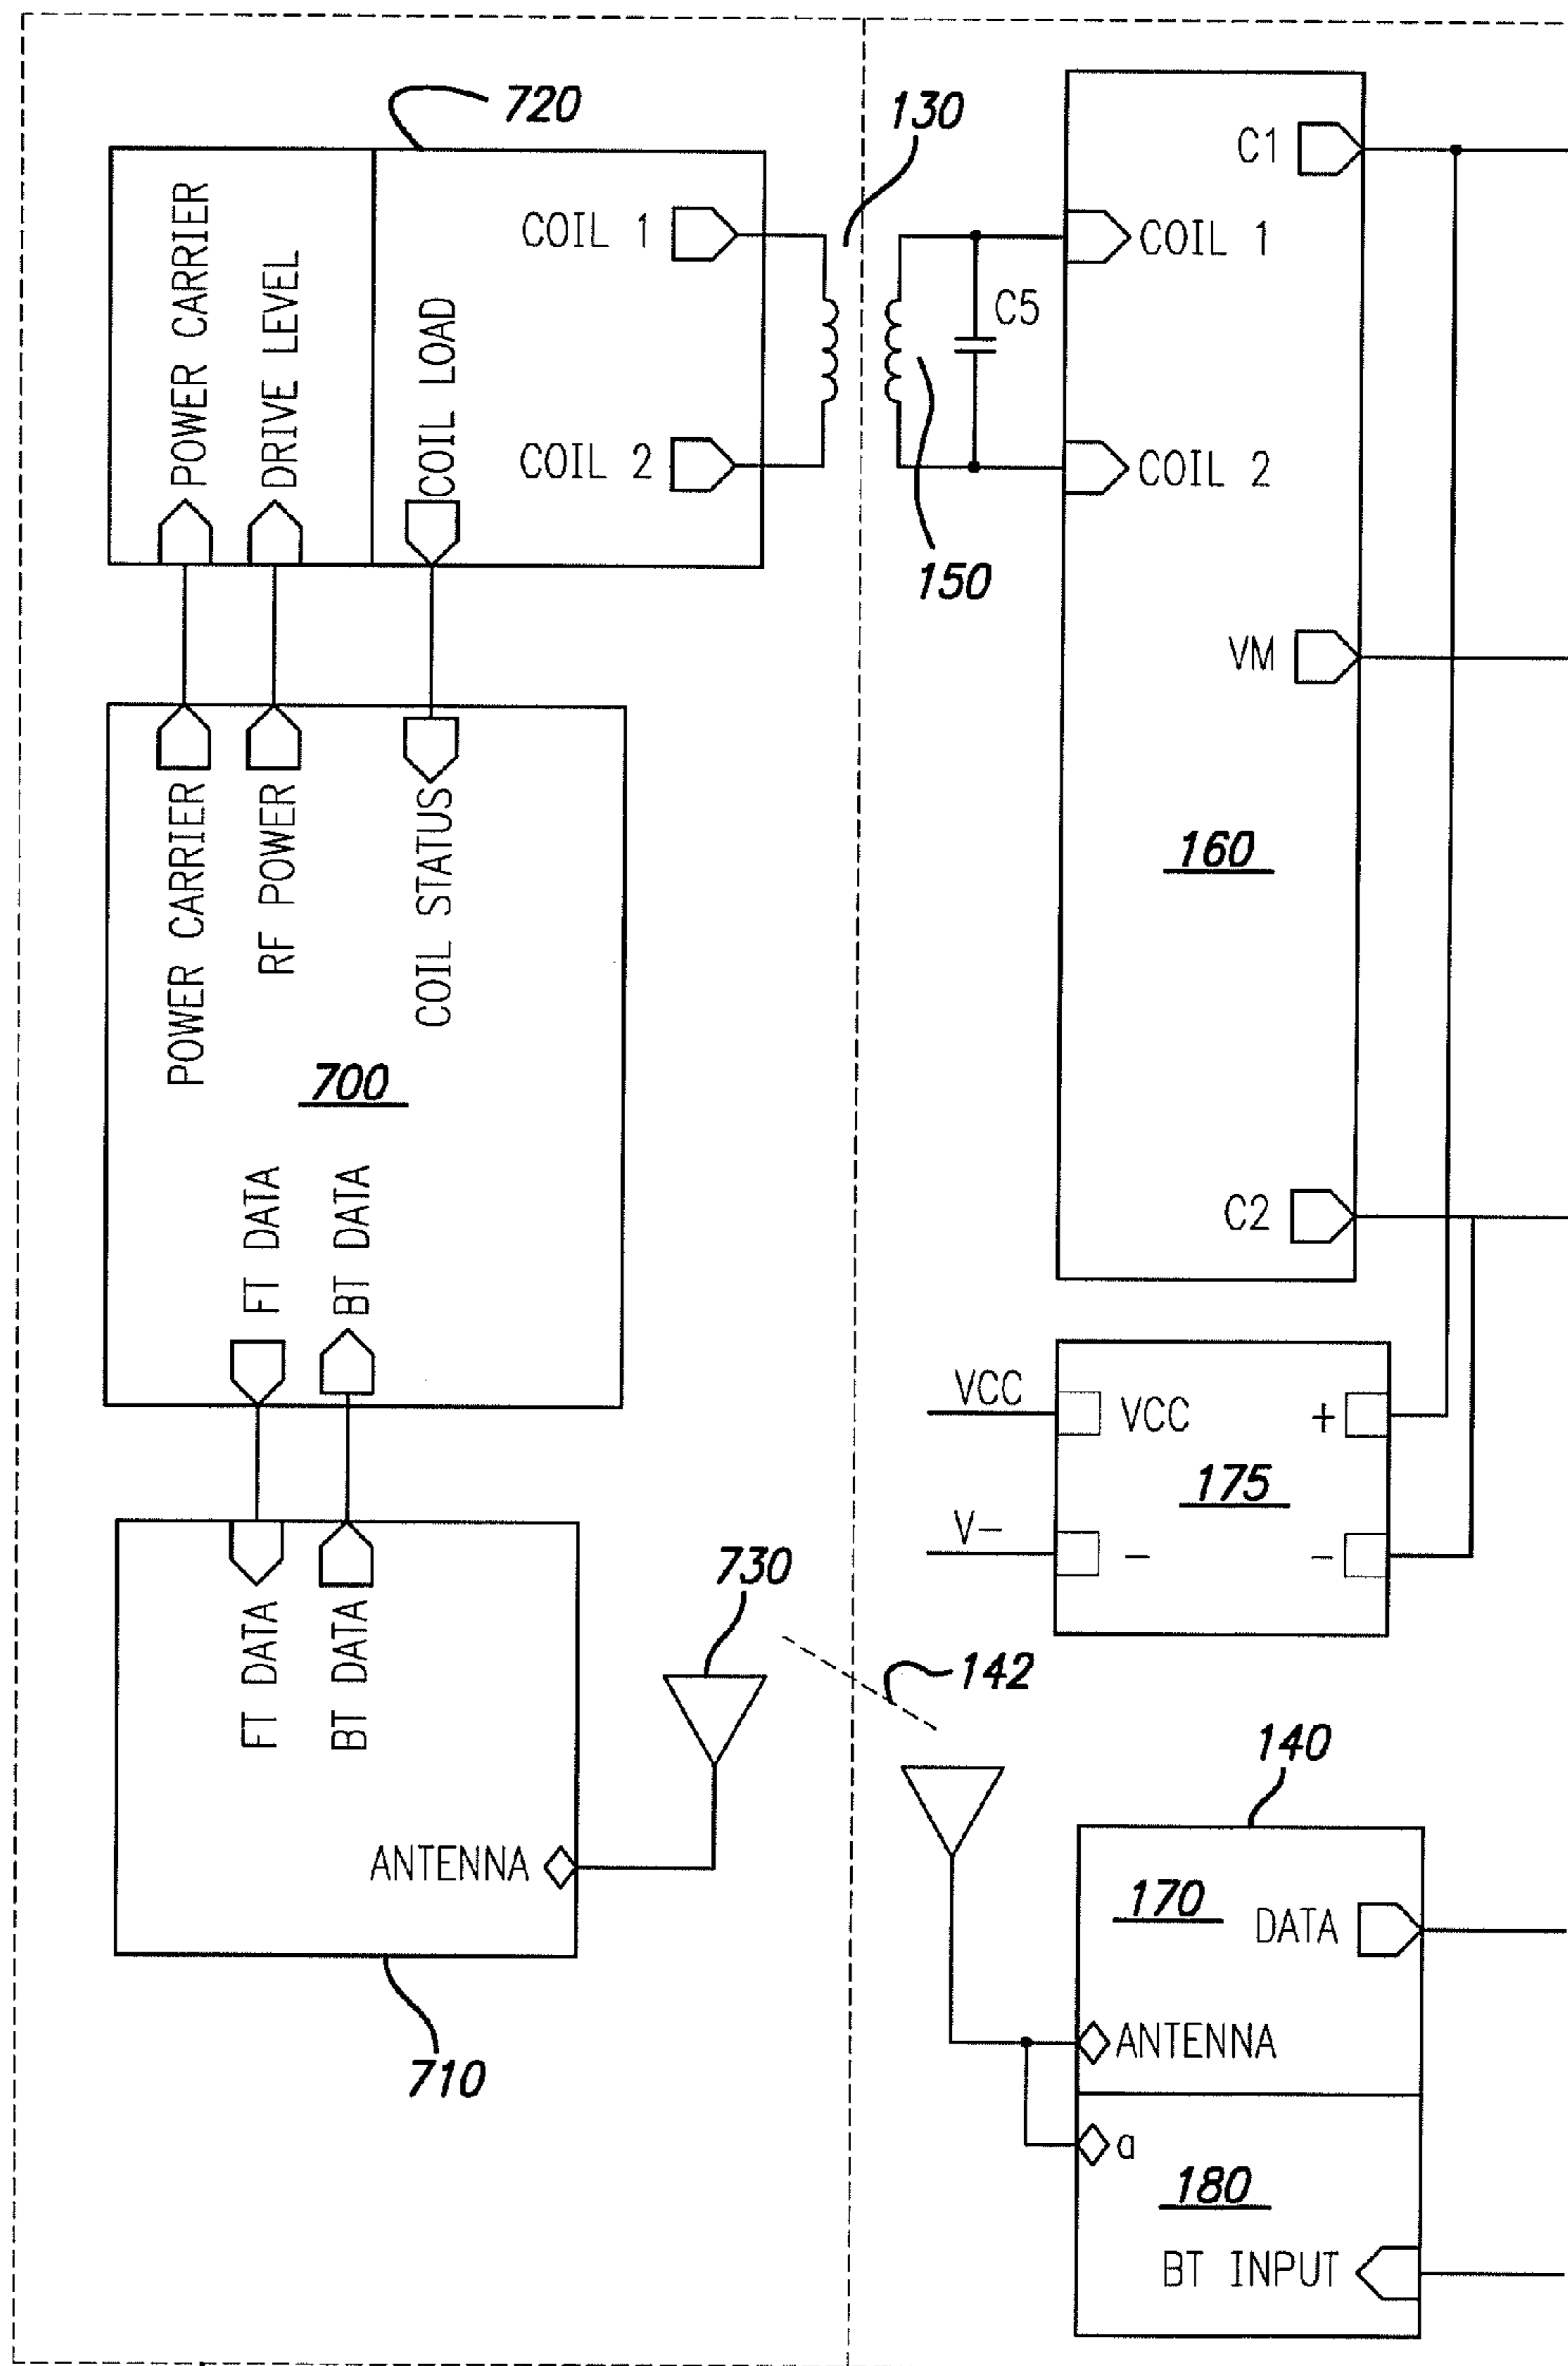 720
POWER CARRIER
DRIVE LEVEL
COIL LOAD
COIL 1
COIL 2
130
150
C5
COIL 1
COIL 2
C1
VM
160
C2
POWER CARRIER
RF POWER
COIL STATUS
700
FT DATA
BT DATA
VCC
VCC
+
175
V-
-
-
FT DATA
BT DATA
ANTENNA
710
730
142
140
170
DATA
ANTENNA
a
180
BT INPUT